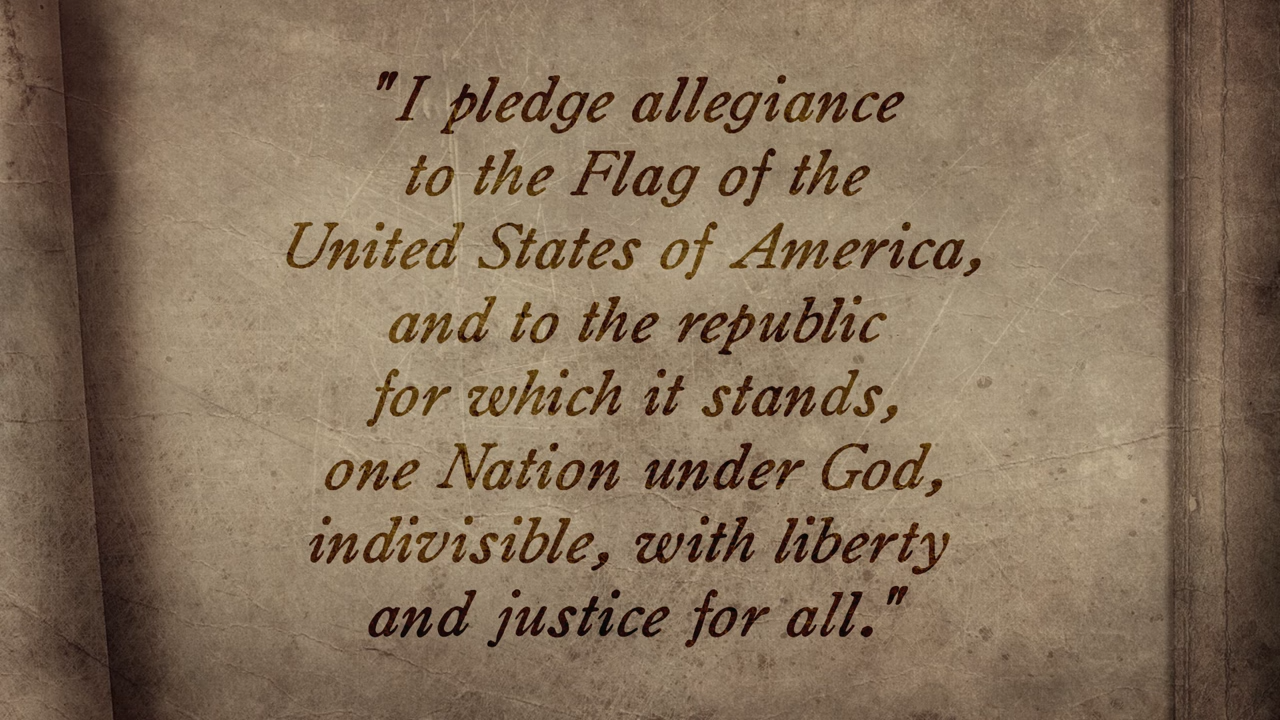 "I pledge allegiance
to the Flag of the
United States of America,
and to the republic
for which it stands,
one Nation under God,
indivisible, with liberty
and justice for all."